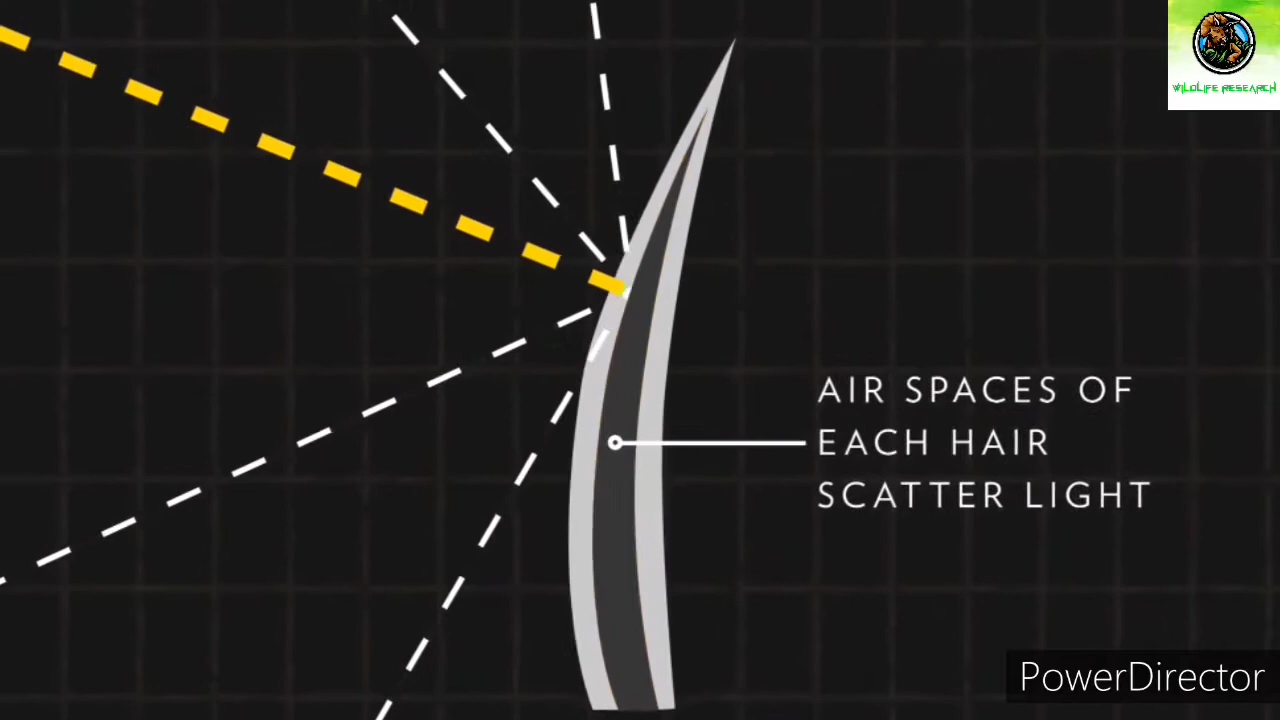 WILDLIFE RESEARCH
AIR SPACES OF
EACH HAIR
SCATTER LIGHT
PowerDirector